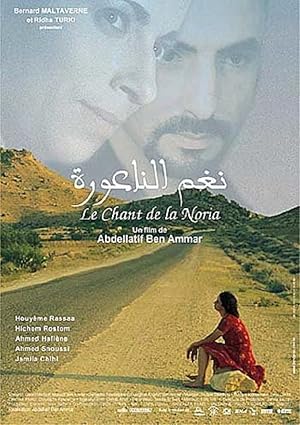 Bernard MALTAVERNE
et Ridha TURKI
نغم الناعورة
Le Chant de la Noria
Un film de
Abdellatif Ben Ammar
Houyème Rassaa
Hichem Rostom
Ahmed Hafiène
Ahmed Snoussi
Jamila Chihi